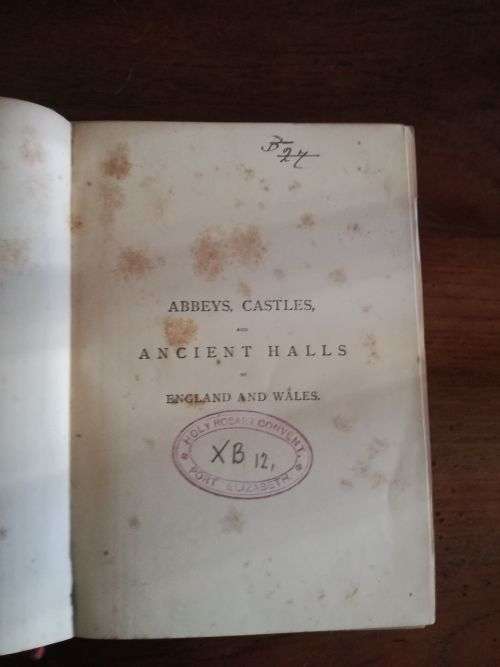 B
27
ABBEYS, CASTLES,
AND
ANCIENT HALLS
OF
ENGLAND AND WALES.
HOLY ROSARY CONVENT
XB 12,
PORT ELIZABETH